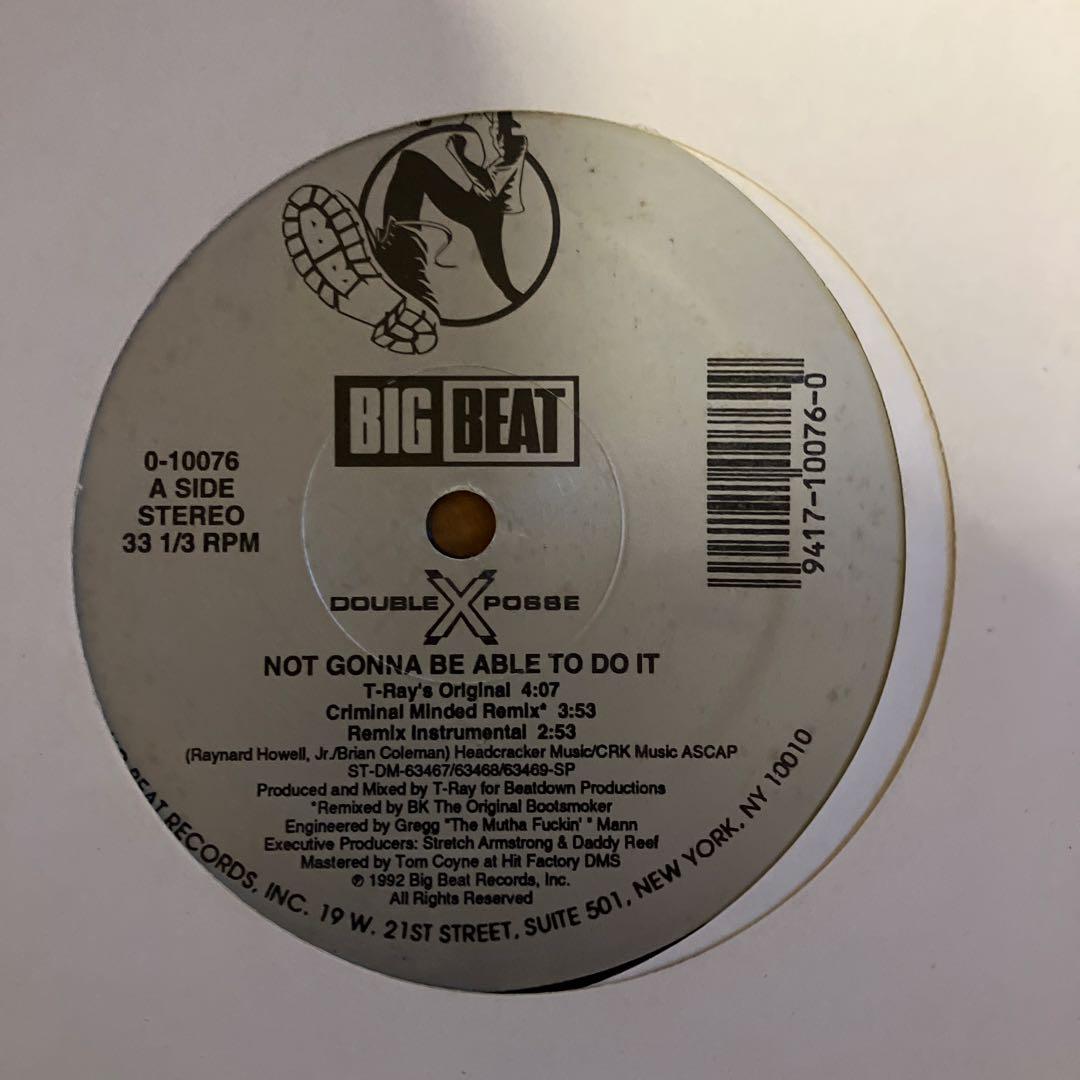 BB
BIG BEAT
0-10076
A SIDE
STEREO
33 1/3 RPM
9417-10076-0
DOUBLE X POSSE
NOT GONNA BE ABLE TO DO IT
T-Ray's Original 4:07
Criminal Minded Remix* 3:53
Remix Instrumental 2:53
(Raynard Howell, Jr./Brian Coleman) Headcracker Music/CRK Music ASCAP
ST-DM-63467/63468/63469-SP
Produced and Mixed by T-Ray for Beatdown Productions
*Remixed by BK The Original Bootsmoker
Engineered by Gregg "The Mutha Fuckin' " Mann
Executive Producers: Stretch Armstrong & Daddy Reef
Mastered by Tom Coyne at Hit Factory DMS
℗ 1992 Big Beat Records, Inc.
All Rights Reserved
BEAT RECORDS, INC. 19 W. 21ST STREET, SUITE 501, NEW YORK, NY 10010